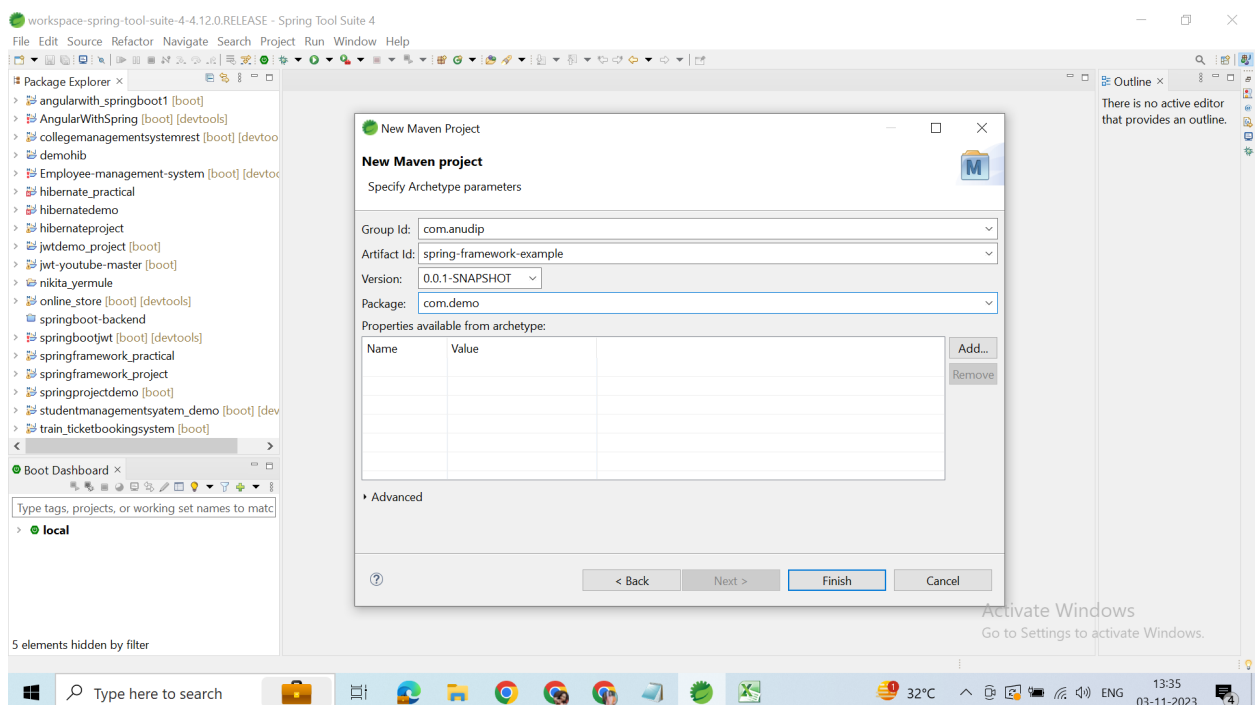 workspace-spring-tool-suite-4-4.12.0.RELEASE - Spring Tool Suite 4
File Edit Source Refactor Navigate Search Project Run Window Help
Package Explorer
angularwith_springboot1 [boot]
AngularWithSpring [boot] [devtools]
collegemanagementsystemrest [boot] [devtoo
demohib
Employee-management-system [boot] [devtoo
hibernate_practical
hibernatedemo
hibernateproject
jwtdemo_project [boot]
jwt-youtube-master [boot]
nikita_yermule
online_store [boot] [devtools]
springboot-backend
springbootjwt [boot] [devtools]
springframework_practical
springframework_project
springprojectdemo [boot]
studentmanagementsyatem_demo [boot] [dev
train_ticketbookingsystem [boot]
Boot Dashboard
Type tags, projects, or working set names to matc
local
5 elements hidden by filter
New Maven Project
New Maven project
Specify Archetype parameters
M
Group Id: com.anudip
Artifact Id: spring-framework-example
Version: 0.0.1-SNAPSHOT
Package: com.demo
Properties available from archetype:
Name Value
Add...
Remove
Advanced
< Back Next > Finish Cancel
Outline
There is no active editor
that provides an outline.
Activate Windows
Go to Settings to activate Windows.
Type here to search
1
32°C
ENG
13:35
03-11-2023
4